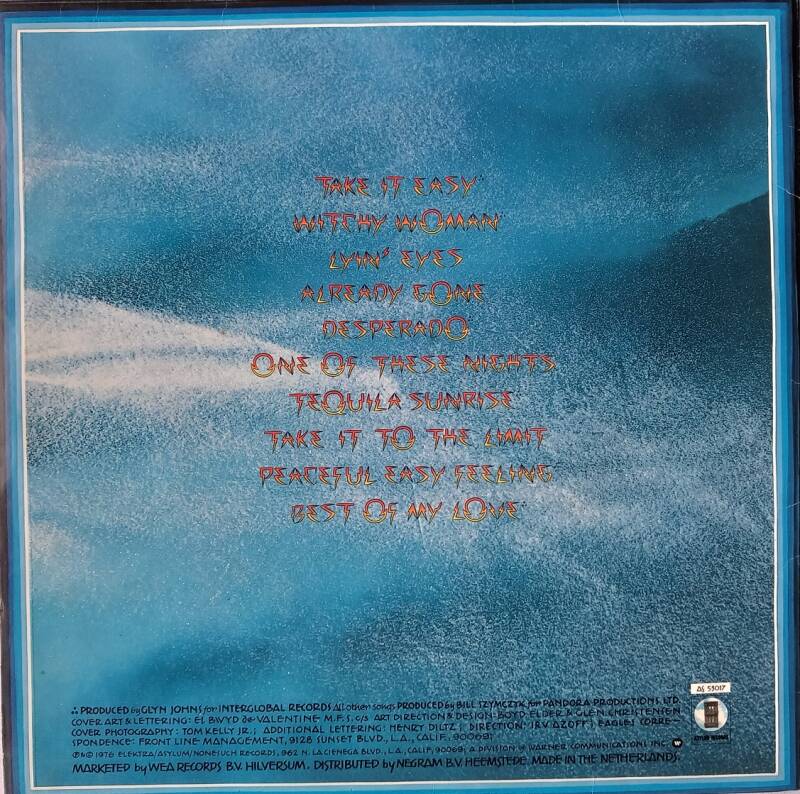 TAKE IT EASY∴
WITCHY WOMAN∴
LYIN' EYES
ALREADY GONE
DESPERADO
ONE OF THESE NIGHTS
TEQUILA SUNRISE
TAKE IT TO THE LIMIT
PEACEFUL EASY FEELING
BEST OF MY LOVE
AS 53017
∴ PRODUCED by GLYN JOHNS for INTERGLOBAL RECORDS All other songs PRODUCED by BILL SZYMCZYK for PANDORA PRODUCTIONS, LTD.
COVER ART & LETTERING: EL BWYD de VALENTINE M.F.S. c/s ART DIRECTION & DESIGN: BOYD ELDER & GLEN CHRISTENSEN
COVER PHOTOGRAPHY: TOM KELLY JR.; ADDITIONAL LETTERING: HENRY DILTZ; DIRECTION: IRV AZOFF; EAGLES CORRE-
SPONDENCE: FRONT LINE MANAGEMENT, 9128 SUNSET BLVD., L.A., CALIF. 90069;
℗ & © 1976 ELEKTRA/ASYLUM/NONESUCH RECORDS, 962 N. LA CIENEGA BLVD., L.A., CALIF, 90069; A DIVISION of WARNER COMMUNICATIONS INC.
MARKETED by WEA RECORDS B.V. HILVERSUM. DISTRIBUTED by NEGRAM B.V. HEEMSTEDE. MADE IN THE NETHERLANDS.
ASYLUM RECORDS